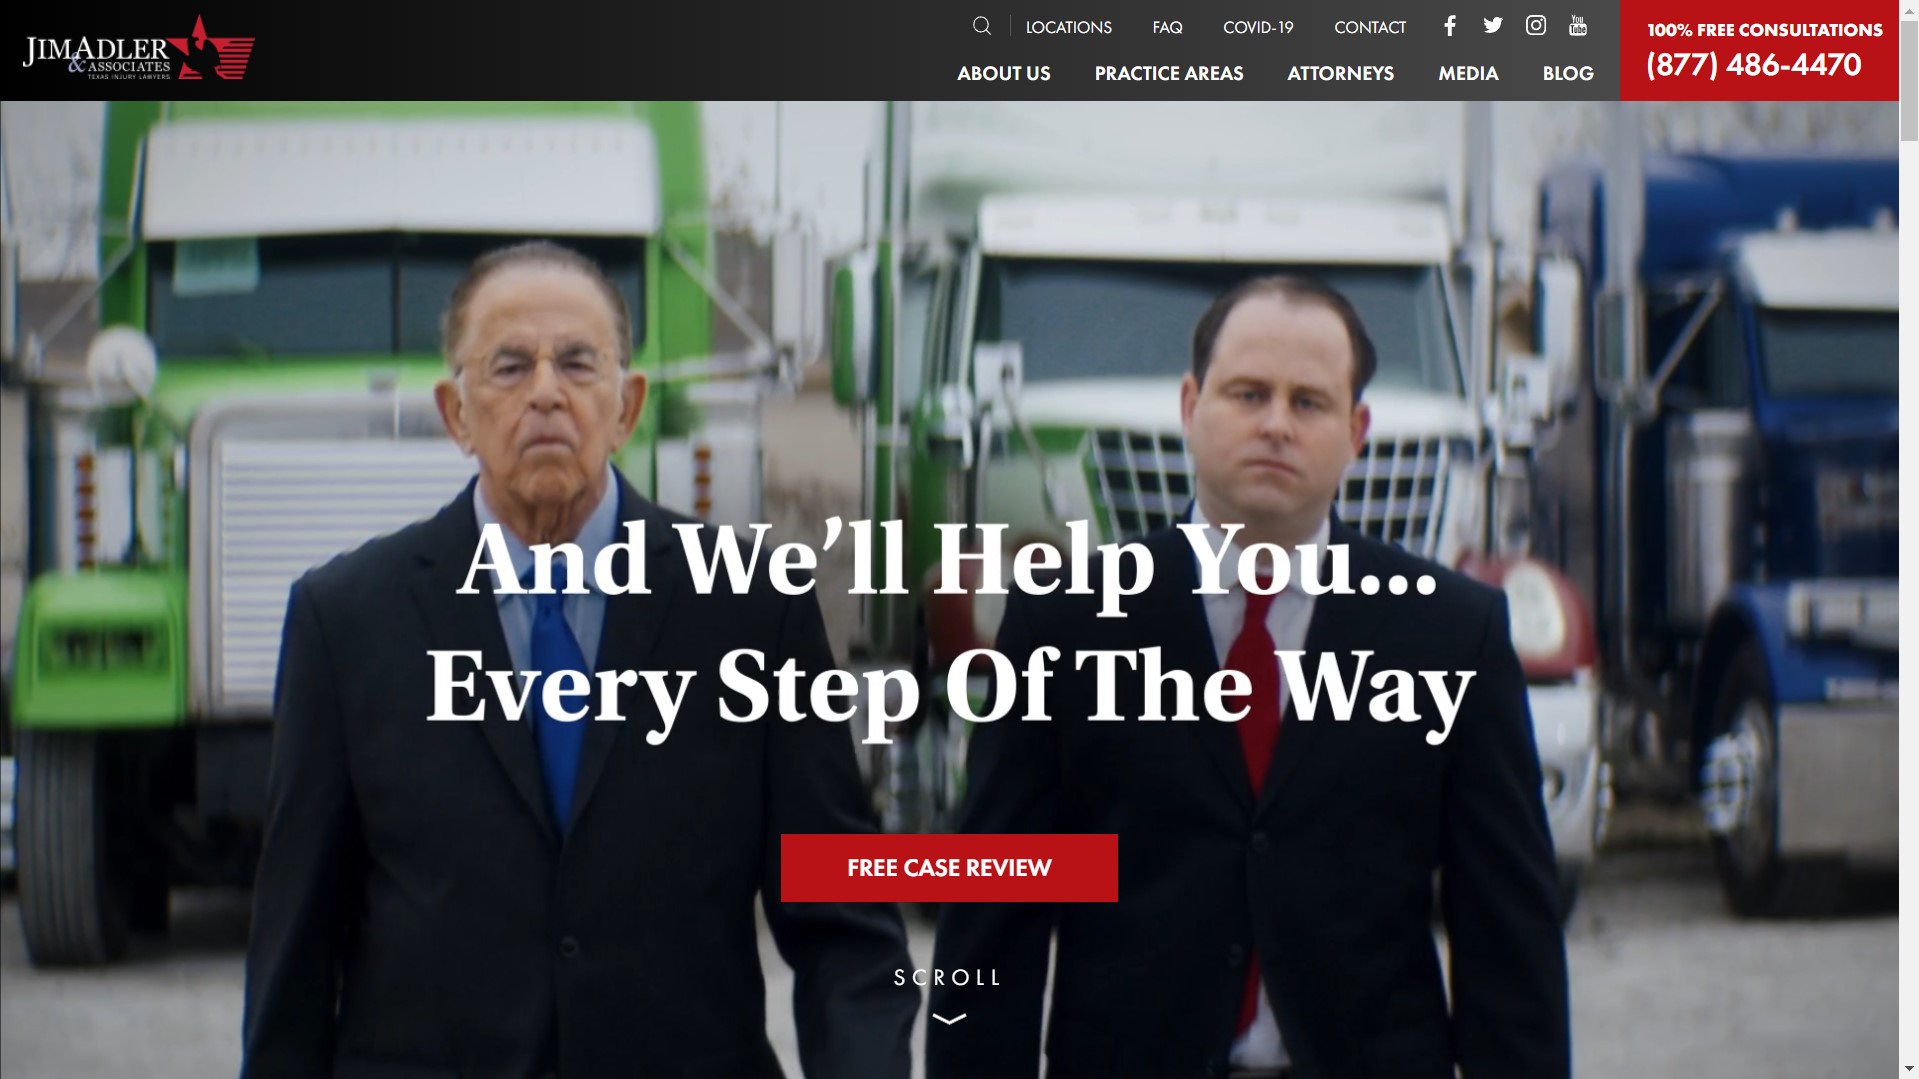 JIM ADLER
& ASSOCIATES
TEXAS INJURY LAWYERS
LOCATIONS
FAQ
COVID-19
CONTACT
You
Tube
ABOUT US
PRACTICE AREAS
ATTORNEYS
MEDIA
BLOG
100% FREE CONSULTATIONS
(877) 486-4470
And We’ll Help You...
Every Step Of The Way
FREE CASE REVIEW
SCROLL